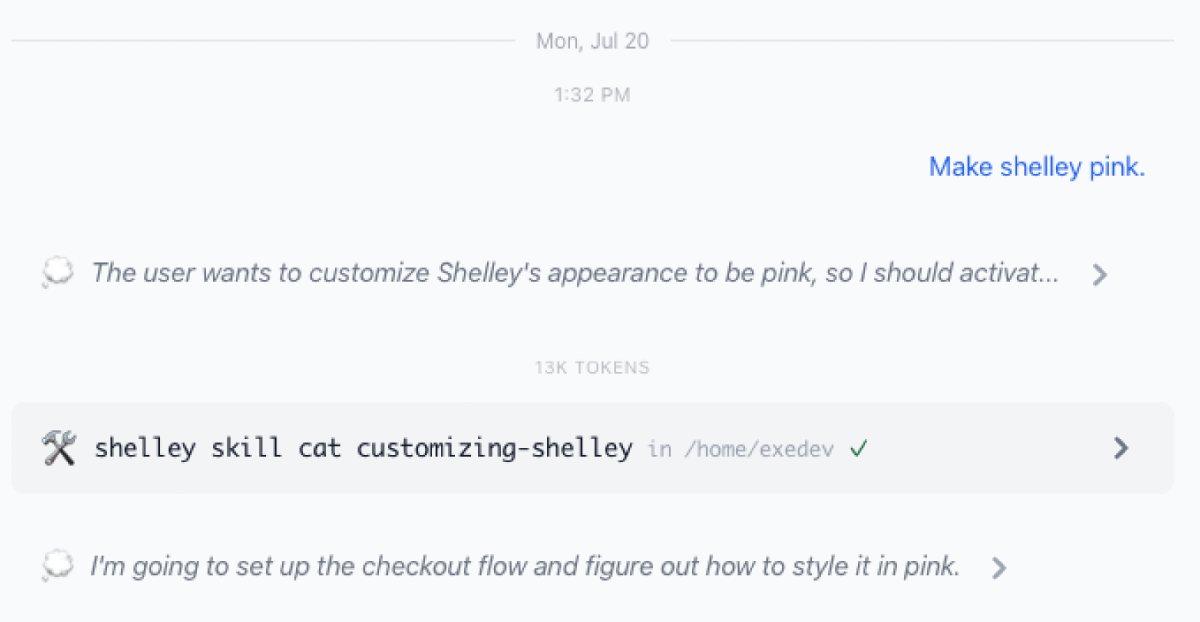 Mon, Jul 20
1:32 PM
Make shelley pink.
The user wants to customize Shelley's appearance to be pink, so I should activat...
13K TOKENS
shelley skill cat customizing-shelley in /home/exedev ✓
I'm going to set up the checkout flow and figure out how to style it in pink.